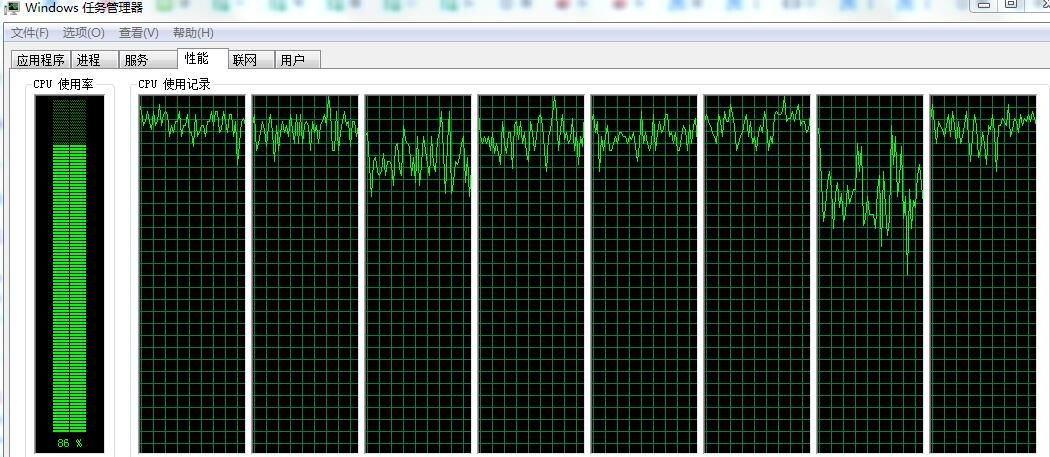 Windows 任务管理器
文件(F) 选项(O) 查看(V) 帮助(H)
应用程序 进程 服务 性能 联网 用户
CPU 使用率 CPU 使用记录
86 %